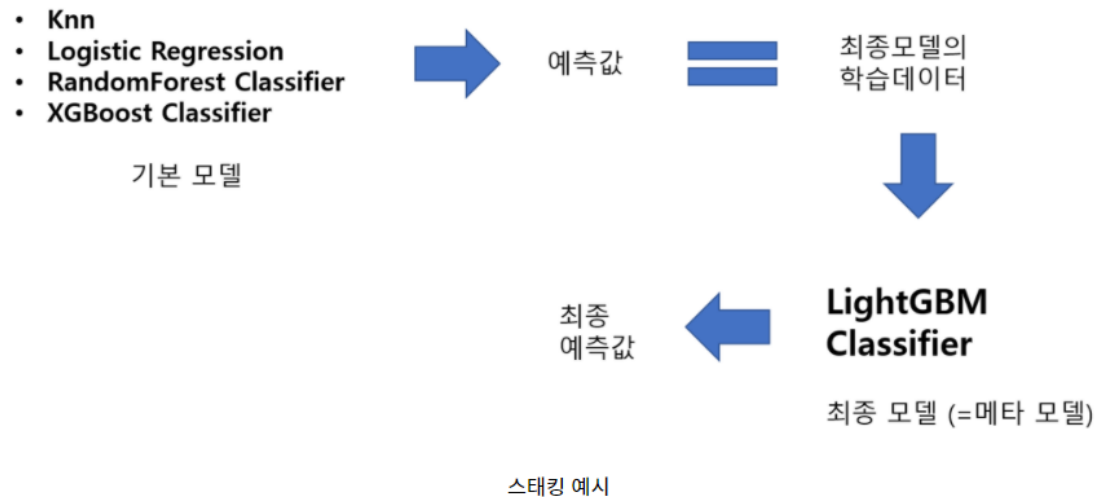 • Knn
• Logistic Regression
• RandomForest Classifier
• XGBoost Classifier
기본 모델
예측값
최종모델의
학습데이터
LightGBM
Classifier
최종 모델 (=메타 모델)
최종
예측값
스태킹 예시